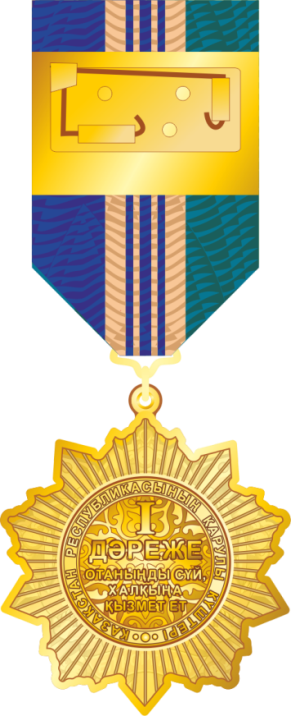 ҚАЗАҚСТАН РЕСПУБЛИКАСЫНЫҢ ҚАРУЛЫ КҮШТЕРІ
I
ДӘРЕЖЕ
ОТАНЫҢДЫ СҮЙ,
ХАЛҚЫҢА
ҚЫЗМЕТ ЕТ